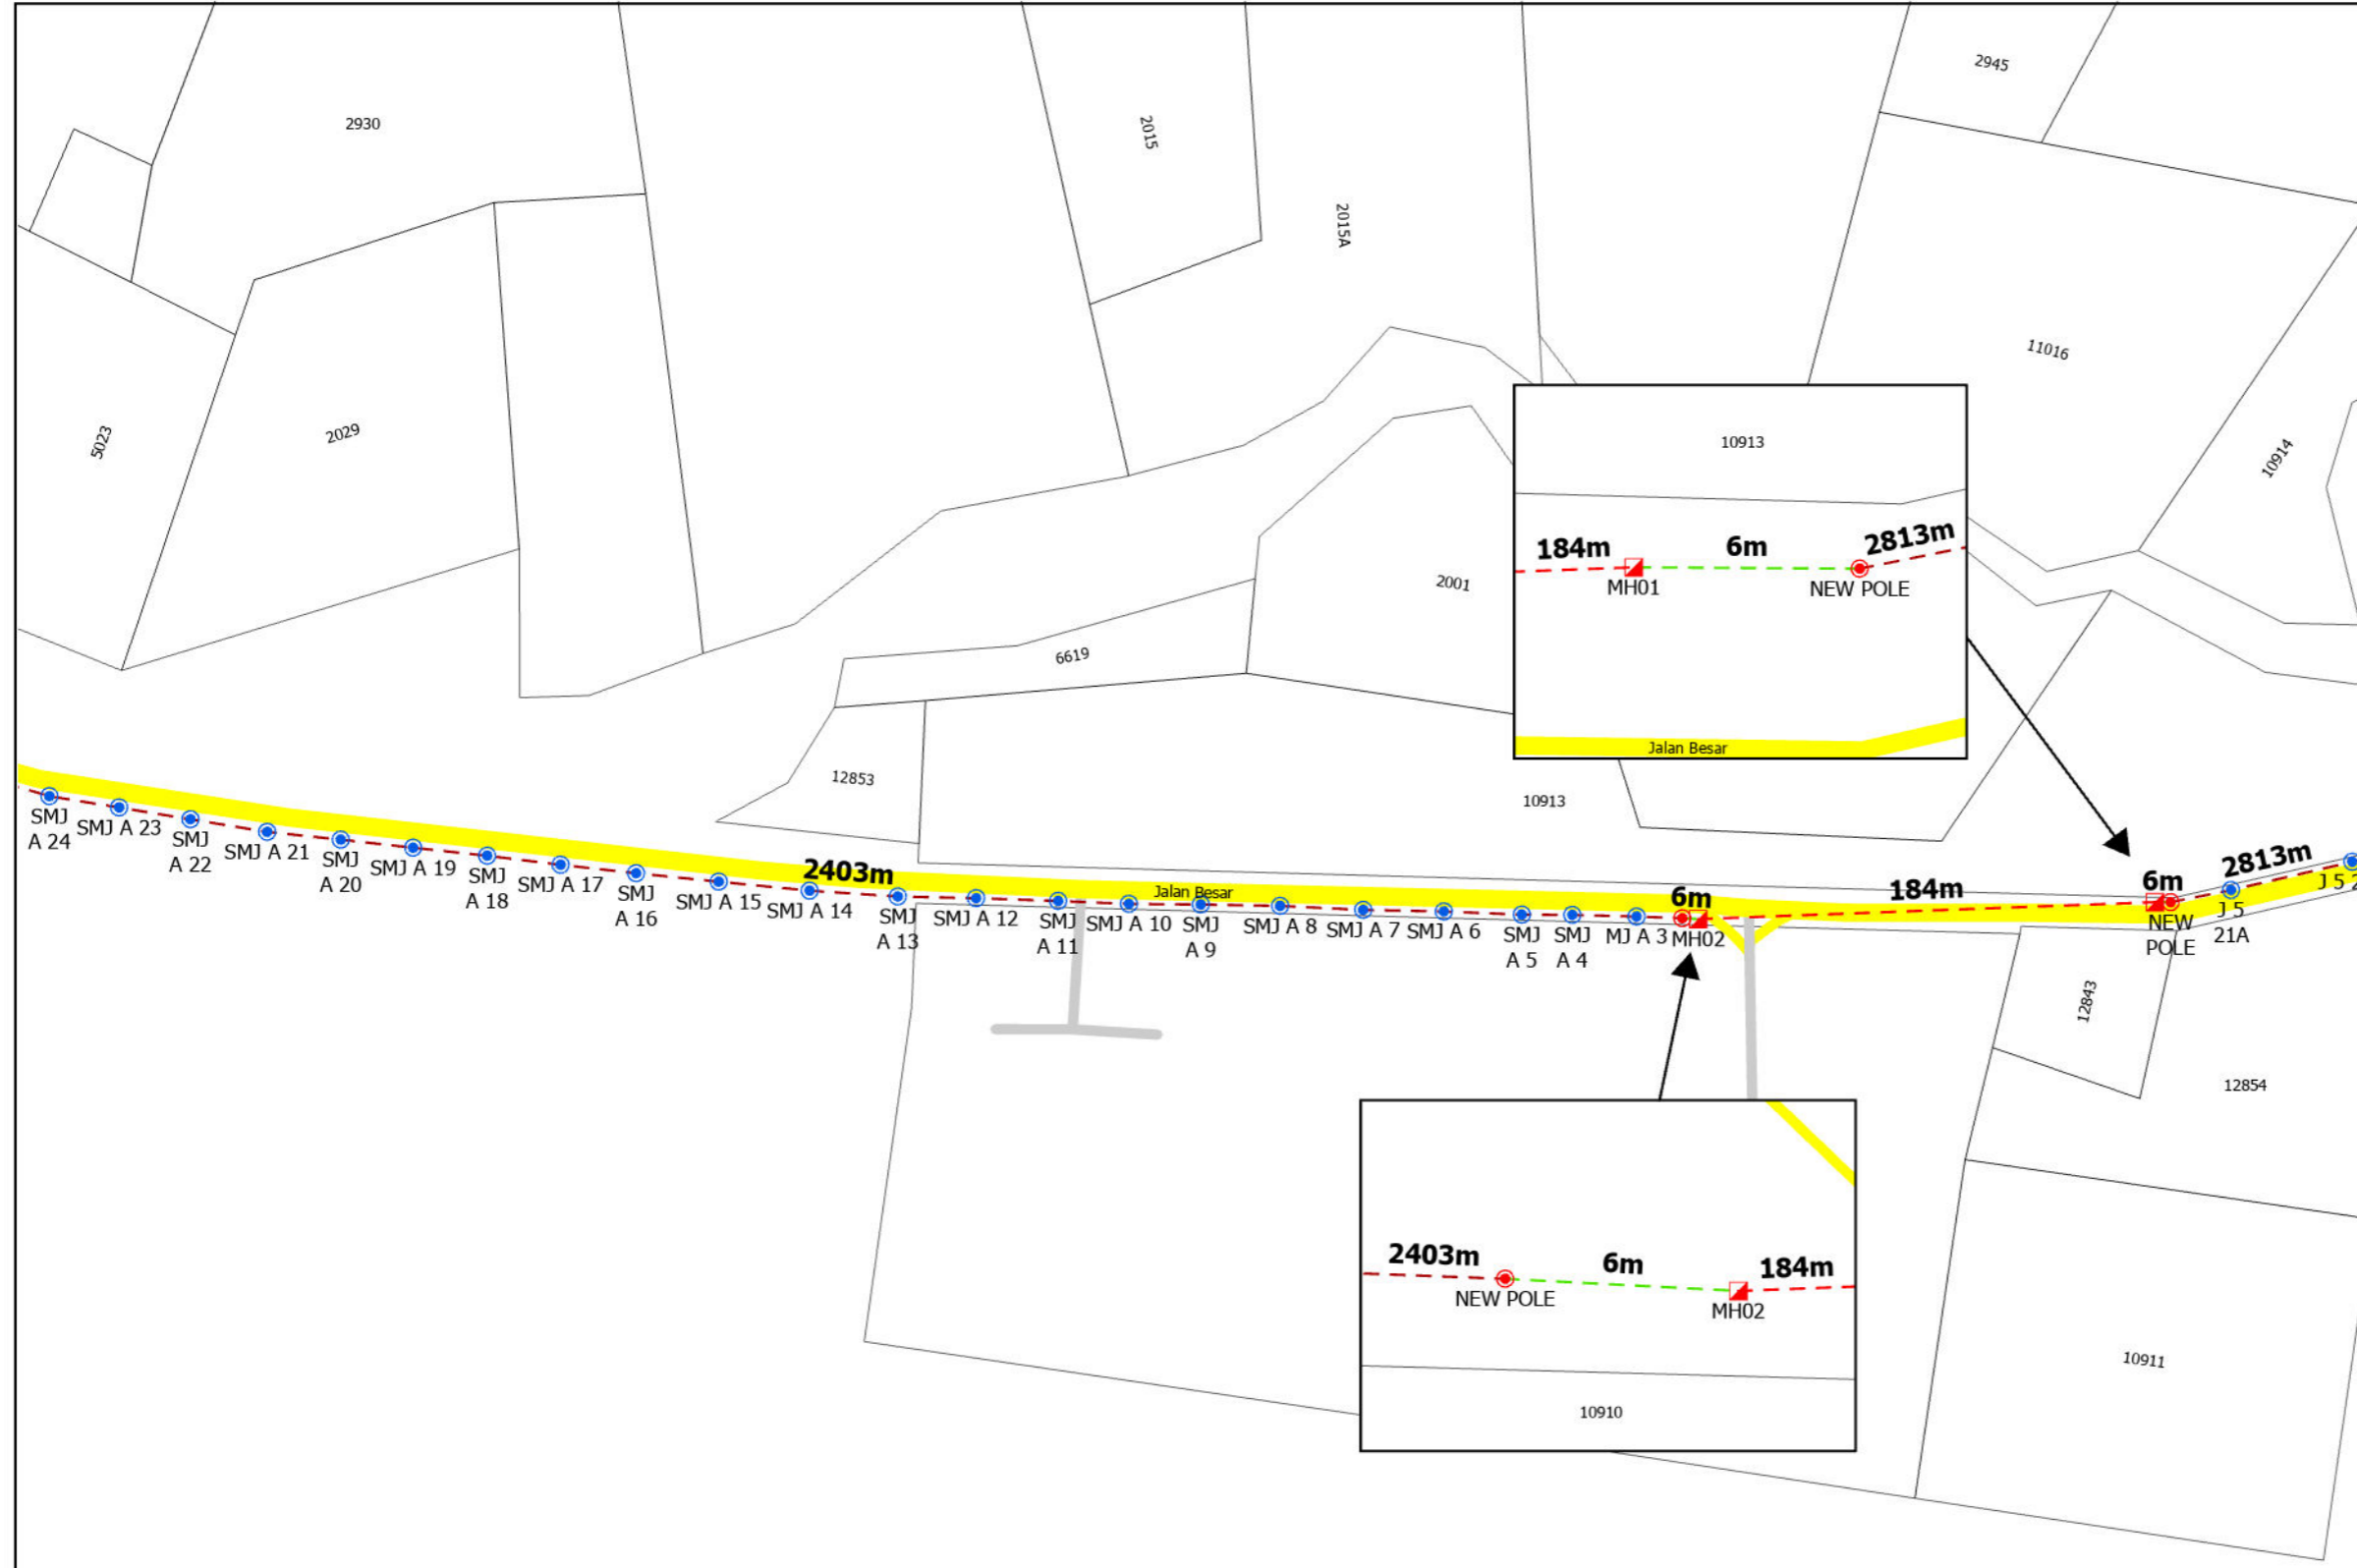 2945
2930
2015
2015A
11016
5023
2029
10914
10913
184m
6m
2813m
MH01
NEW POLE
Jalan Besar
2001
6619
12853
10913
SMJ
A 24
SMJ A 23
SMJ
A 22
SMJ A 21
SMJ
A 20
SMJ A 19
SMJ
A 18
SMJ A 17
SMJ
A 16
SMJ A 15
2403m
SMJ A 14
SMJ
A 13
SMJ A 12
Jalan Besar
SMJ
A 11
SMJ A 10
SMJ
A 9
SMJ A 8
SMJ A 7
SMJ A 6
SMJ
A 5
SMJ
A 4
MJ A 3
6m
MH02
184m
6m
NEW
POLE
2813m
J 5
21A
J 5 2
12843
12854
2403m
6m
184m
NEW POLE
MH02
10910
10911